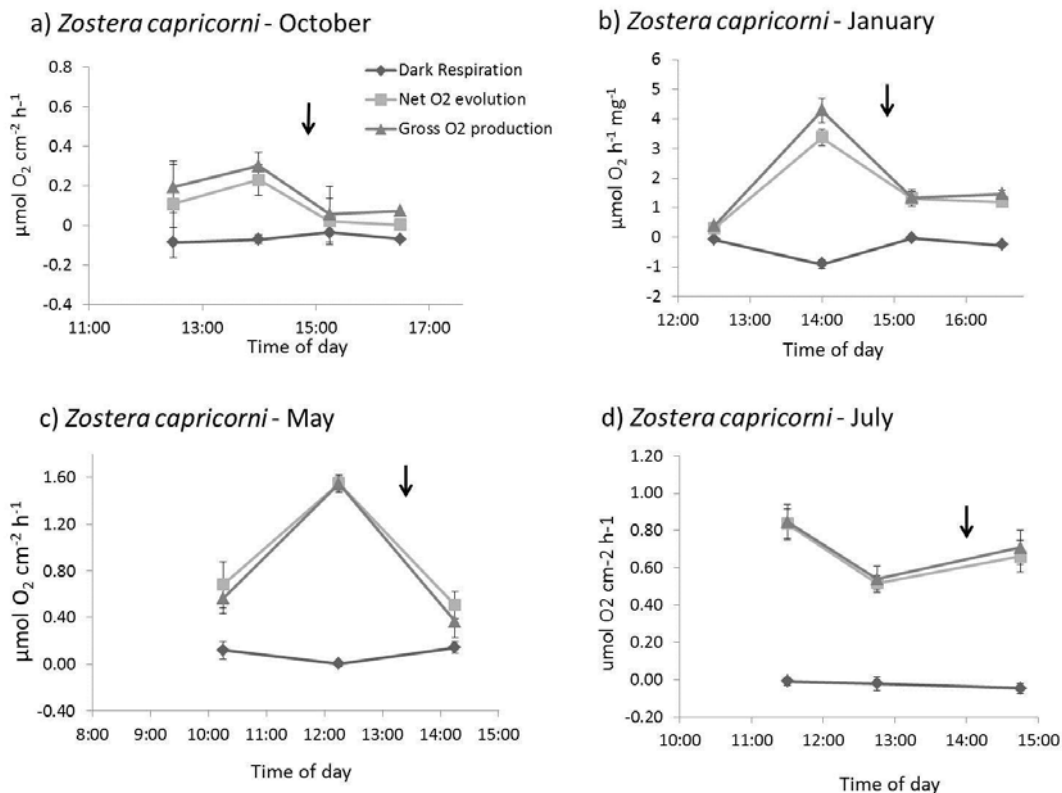 a) Zostera capricorni - October
0.8
0.6
0.4
0.2
0
-0.2
-0.4
µmol O2 cm-2 h-1
11:00 13:00 15:00 17:00
Time of day
Dark Respiration
Net O2 evolution
Gross O2 production
b) Zostera capricorni - January
6
5
4
3
2
1
0
-1
-2
µmol O2 h-1 mg-1
12:00 13:00 14:00 15:00 16:00
Time of day
c) Zostera capricorni - May
1.60
0.80
0.40
0.00
-0.40
µmol O2 cm-2 h-1
8:00 9:00 10:00 11:00 12:00 13:00 14:00 15:00
Time of day
d) Zostera capricorni - July
1.20
1.00
0.80
0.60
0.40
0.20
0.00
-0.20
umol O2 cm-2 h-1
10:00 11:00 12:00 13:00 14:00 15:00
Time of day